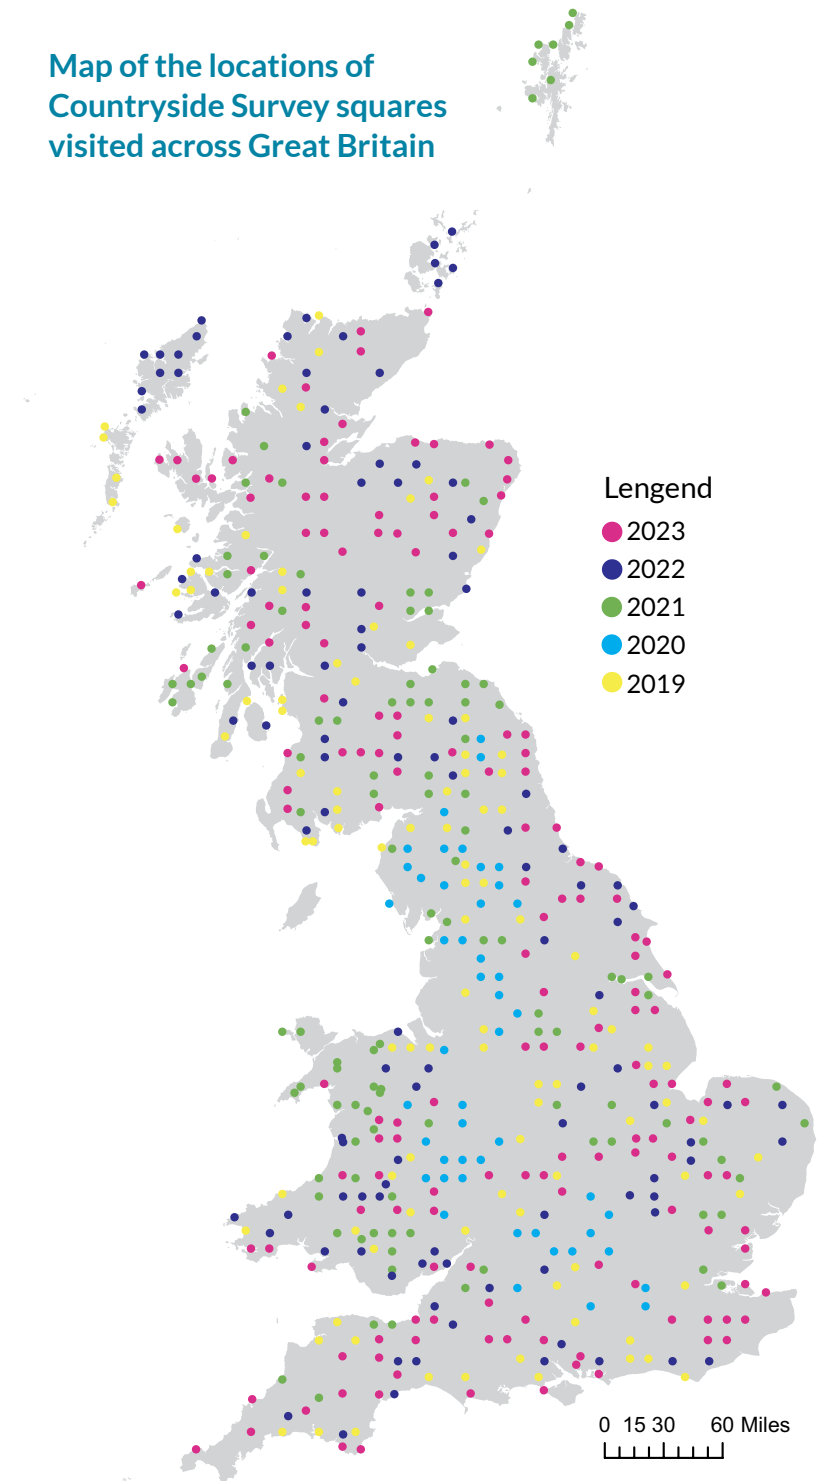 Map of the locations of
Countryside Survey squares
visited across Great Britain
Lengend
2023
2022
2021
2020
2019
0 15 30 60 Miles